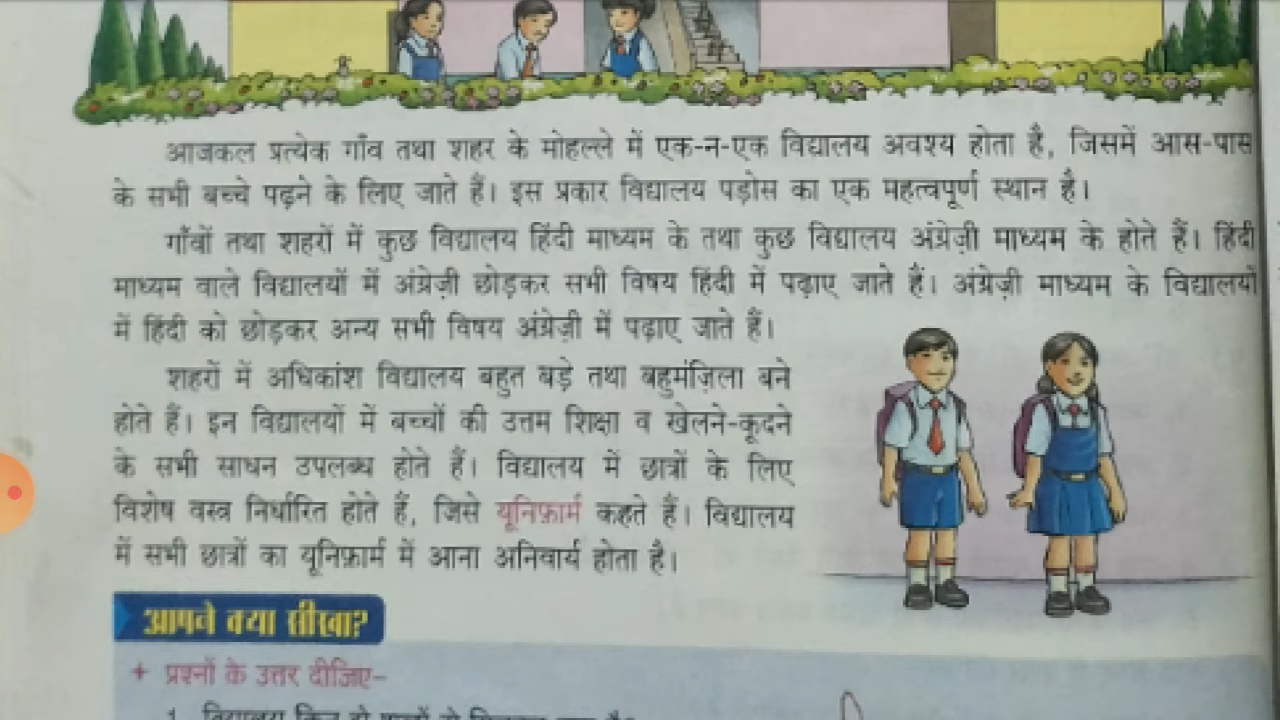 आजकल प्रत्येक गाँव तथा शहर के मोहल्ले में एक-न-एक विद्यालय अवश्य होता है, जिसमें आस-पास
के सभी बच्चे पढ़ने के लिए जाते हैं। इस प्रकार विद्यालय पड़ोस का एक महत्वपूर्ण स्थान है।
गाँवों तथा शहरों में कुछ विद्यालय हिंदी माध्यम के तथा कुछ विद्यालय अंग्रेज़ी माध्यम के होते हैं। हिंदी
माध्यम वाले विद्यालयों में अंग्रेज़ी छोड़कर सभी विषय हिंदी में पढ़ाए जाते हैं। अंग्रेज़ी माध्यम के विद्यालयों
में हिंदी को छोड़कर अन्य सभी विषय अंग्रेज़ी में पढ़ाए जाते हैं।
शहरों में अधिकांश विद्यालय बहुत बड़े तथा बहुमंज़िला बने
होते हैं। इन विद्यालयों में बच्चों की उत्तम शिक्षा व खेलने-कूदने
के सभी साधन उपलब्ध होते हैं। विद्यालय में छात्रों के लिए
विशेष वस्त्र निर्धारित होते हैं, जिसे यूनिफ़ार्म कहते हैं। विद्यालय
में सभी छात्रों का यूनिफ़ार्म में आना अनिवार्य होता है।
आपने क्या सीखा?
+ प्रश्नों के उत्तर दीजिए-
1. विद्यालय किन दो शब्दों से